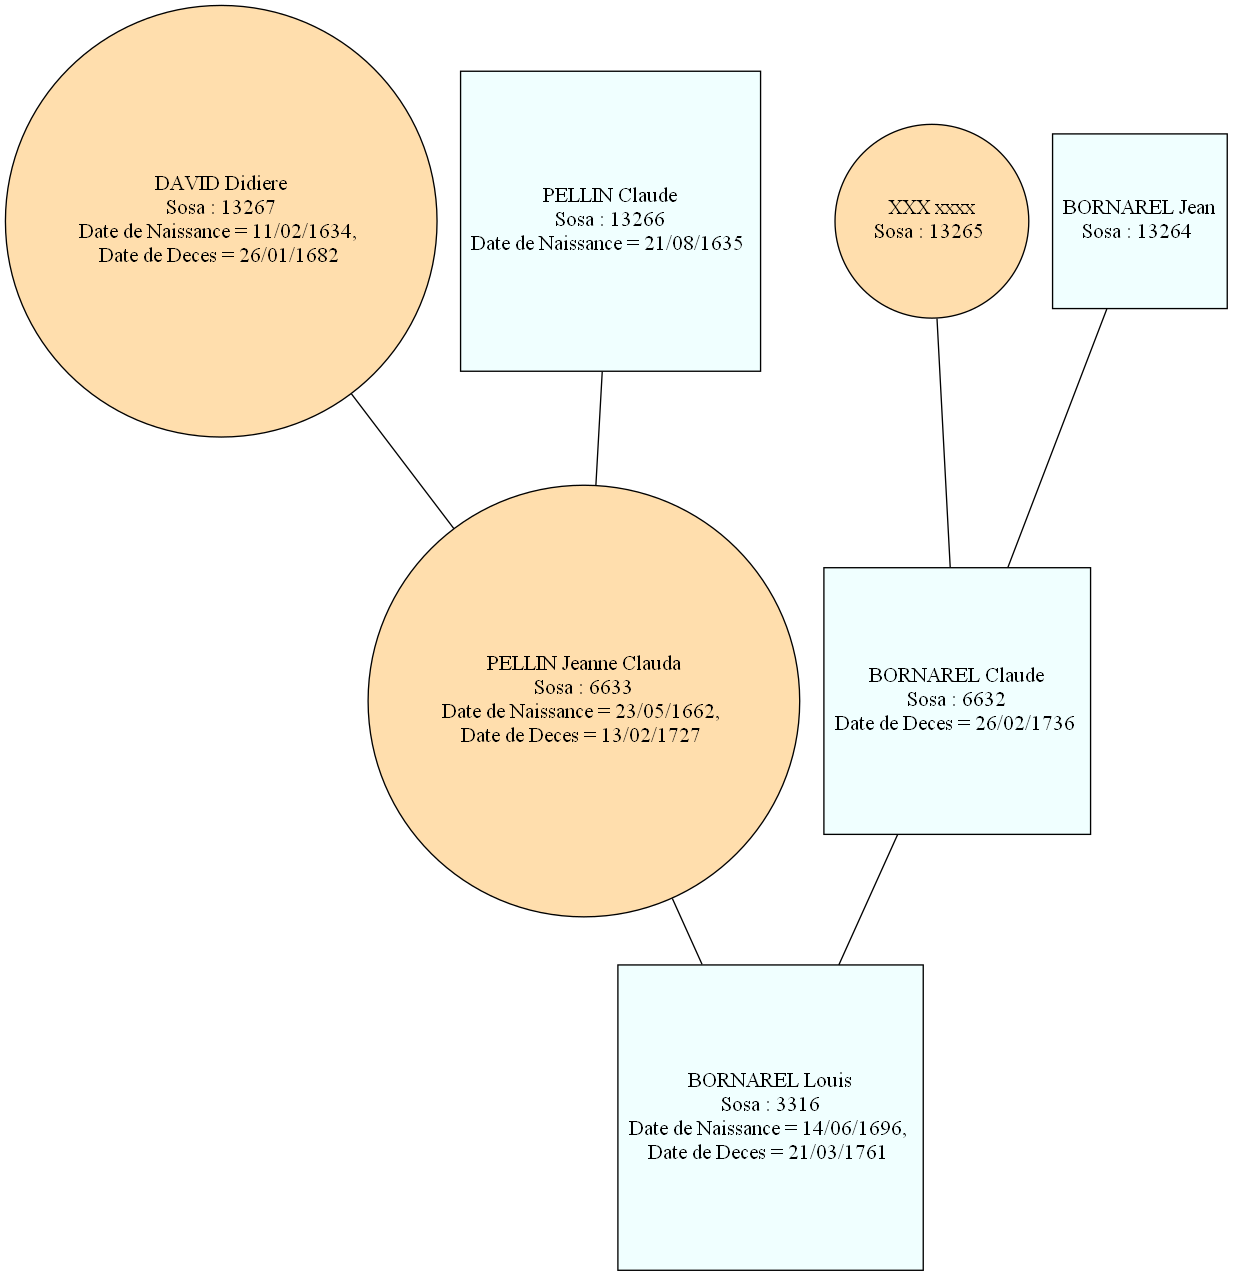 DAVID Didiere
Sosa : 13267
Date de Naissance = 11/02/1634,
Date de Deces = 26/01/1682
PELLIN Claude
Sosa : 13266
Date de Naissance = 21/08/1635
XXX xxxx
Sosa : 13265
BORNAREL Jean
Sosa : 13264
PELLIN Jeanne Clauda
Sosa : 6633
Date de Naissance = 23/05/1662,
Date de Deces = 13/02/1727
BORNAREL Claude
Sosa : 6632
Date de Deces = 26/02/1736
BORNAREL Louis
Sosa : 3316
Date de Naissance = 14/06/1696,
Date de Deces = 21/03/1761